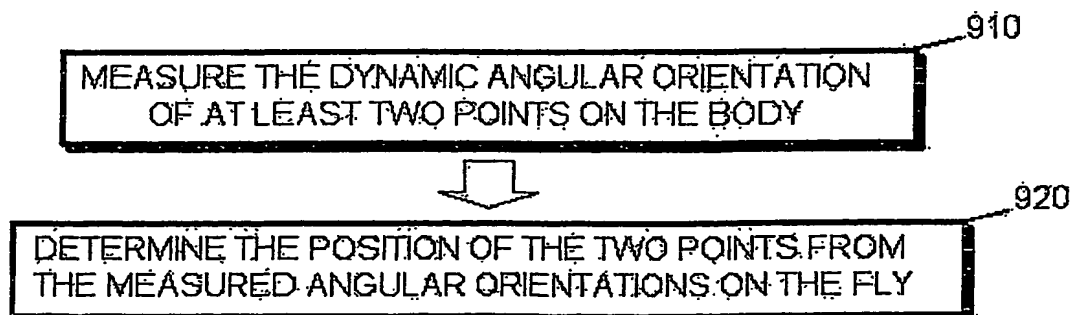 910
MEASURE THE DYNAMIC ANGULAR ORIENTATION
OF AT LEAST TWO POINTS ON THE BODY
920
DETERMINE THE POSITION OF THE TWO POINTS FROM
THE MEASURED ANGULAR ORIENTATIONS ON THE FLY